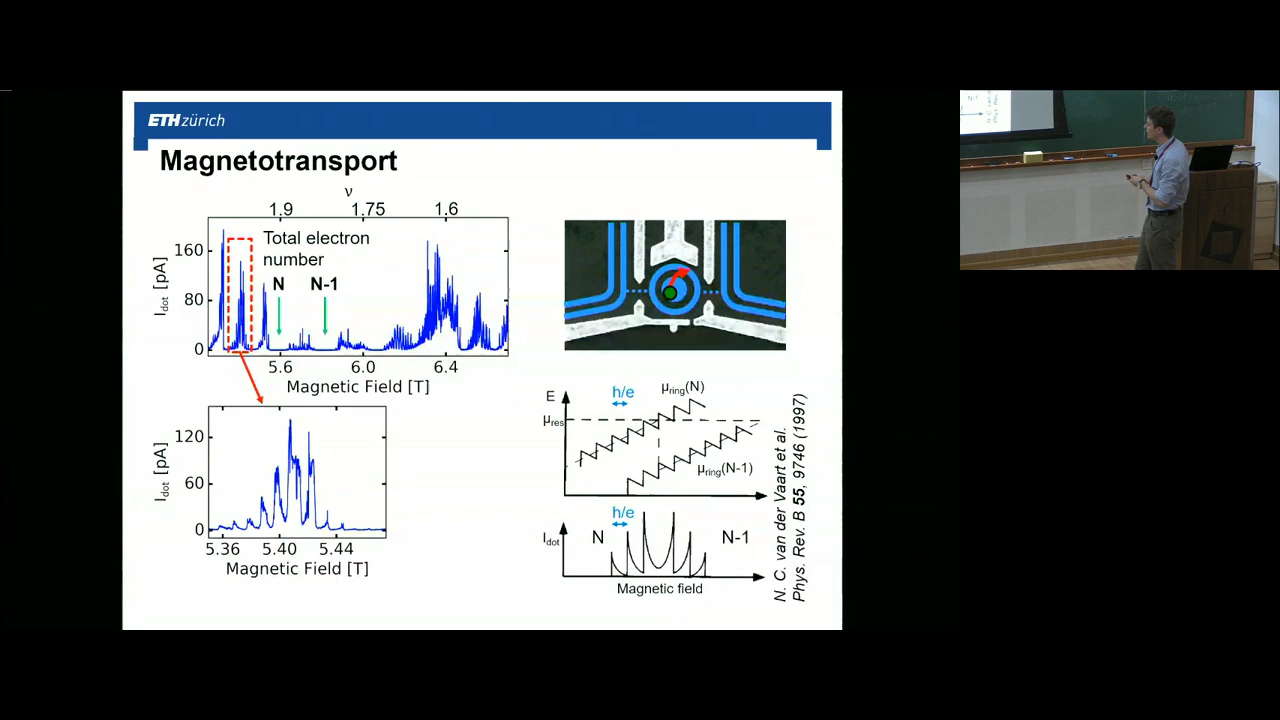 ETH zürich
Magnetotransport
ν
1.9 1.75 1.6
160
80
0
I_dot [pA]
Total electron
number
N N-1
5.6 6.0 6.4
Magnetic Field [T]
120
60
0
I_dot [pA]
5.36 5.40 5.44
Magnetic Field [T]
h/e
μ_ring(N)
E
μ_res
μ_ring(N-1)
h/e
I_dot
N N-1
Magnetic field
N. C. van der Vaart et al.
Phys. Rev. B 55, 9746 (1997)
N-1